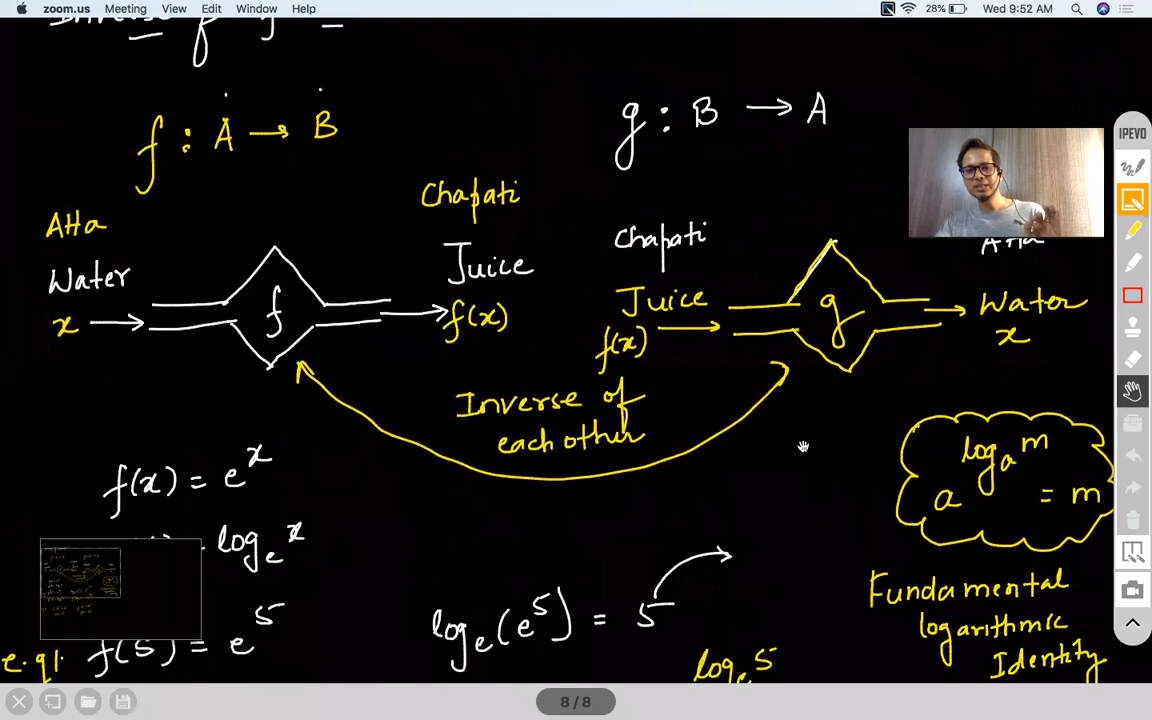 zoom.us Meeting View Edit Window Help 28% Wed 9:52 AM
f : A → B
g : B → A
IPEVO
Chapati
Atta
Chapati
Atta
Water
Juice
Juice
Water
x → f → f(x)
f(x) → g → x
Inverse of
each other
f(x) = e^x
log_e x
a^(log_a m) = m
f(5) = e^5
log_e(e^5) = 5
Fundamental
logarithmic
Identity
e.g1.
log_e 5
8 / 8